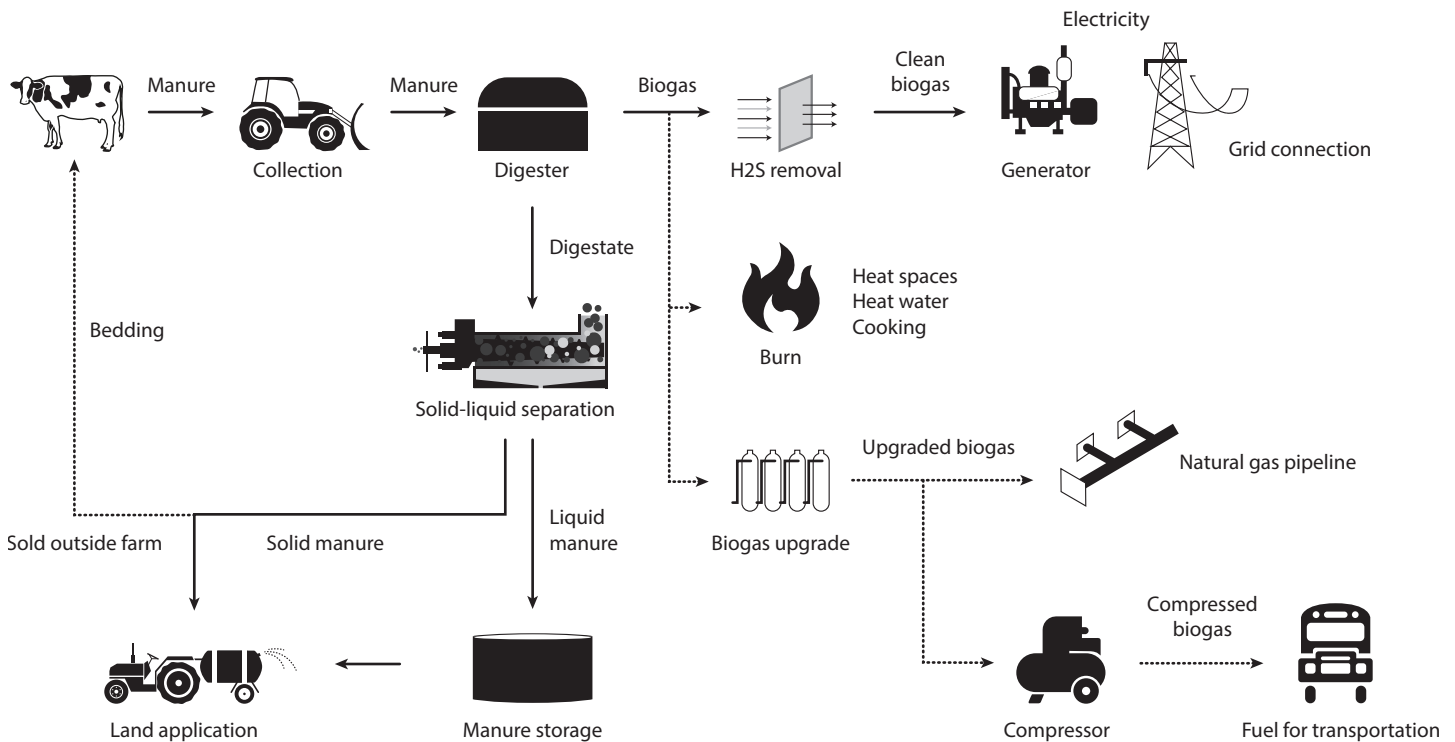 Electricity
Manure
Manure
Biogas
Clean
biogas
Collection
Digester
H2S removal
Generator
Grid connection
Digestate
Bedding
Heat spaces
Heat water
Cooking
Burn
Solid-liquid separation
Upgraded biogas
Natural gas pipeline
Liquid
manure
Sold outside farm
Solid manure
Biogas upgrade
Compressed
biogas
Land application
Manure storage
Compressor
Fuel for transportation